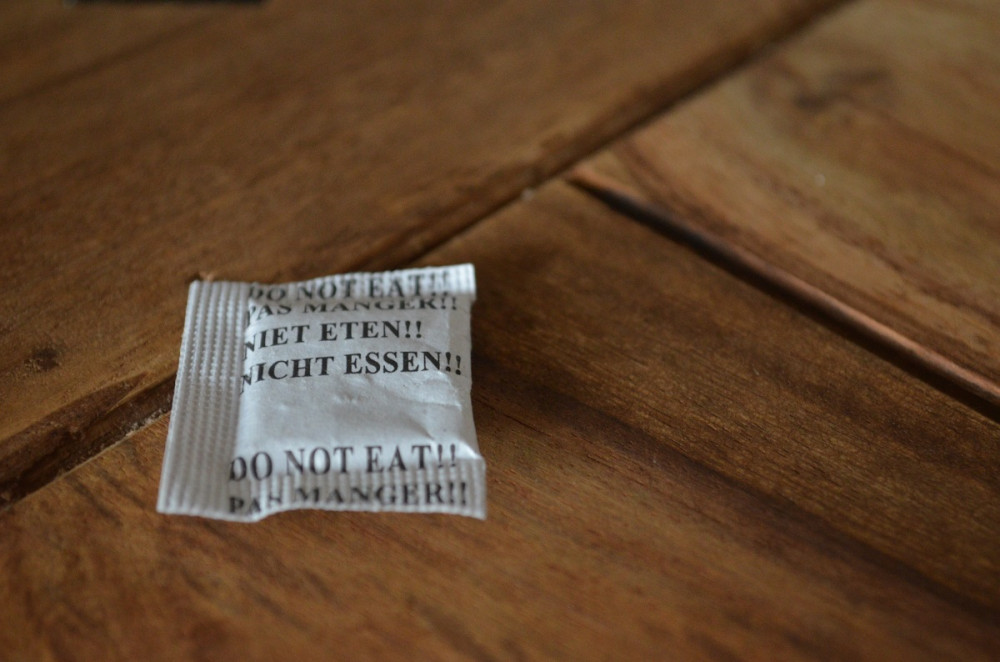 DO NOT EAT!!
PAS MANGER!!
NIET ETEN!!
NICHT ESSEN!!
DO NOT EAT!!
PAS MANGER!!